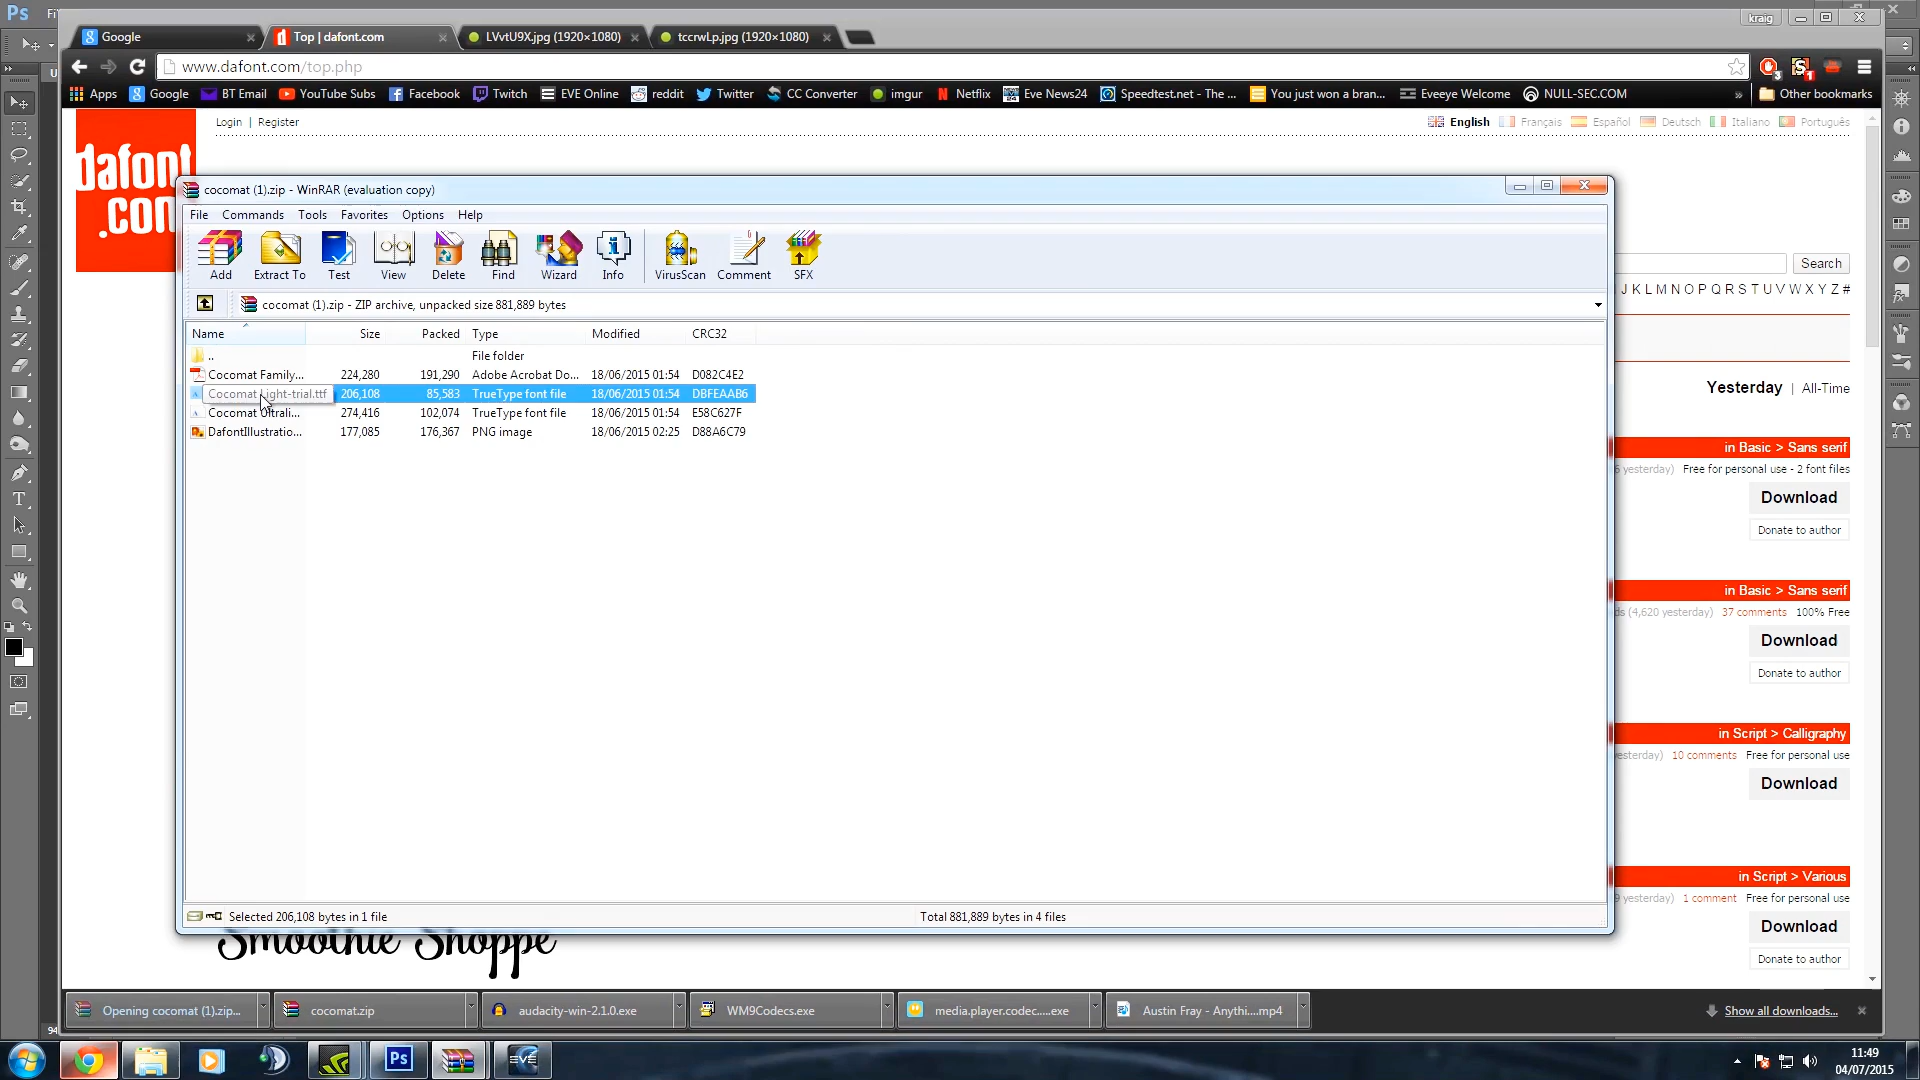 Ps Fi
kraig
Google
Top | dafont.com
LVvtU9X.jpg (1920×1080)
tccrwLp.jpg (1920×1080)
www.dafont.com/top.php
3
1
Apps Google BT Email YouTube Subs Facebook Twitch EVE Online reddit Twitter CC Converter imgur Netflix Eve News24 Speedtest.net - The ... You just won a bran... Eveeye Welcome NULL-SEC.COM » Other bookmarks
Login | Register
English Français Español Deutsch Italiano Português
dafont
.com
cocomat (1).zip - WinRAR (evaluation copy)
File Commands Tools Favorites Options Help
Add Extract To Test View Delete Find Wizard Info VirusScan Comment SFX
Search
cocomat (1).zip - ZIP archive, unpacked size 881,889 bytes
J K L M N O P Q R S T U V W X Y Z #
Name Size Packed Type Modified CRC32
.. File folder
Cocomat Family... 224,280 191,290 Adobe Acrobat Do... 18/06/2015 01:54 D082C4E2
Cocomat Light-trial.ttf 206,108 85,583 TrueType font file 18/06/2015 01:54 DBFEAAB6
Cocomat Ultrali... 274,416 102,074 TrueType font file 18/06/2015 01:54 E58C627F
DafontIllustratio... 177,085 176,367 PNG image 18/06/2015 02:25 D88A6C79
Yesterday | All-Time
in Basic > Sans serif
yesterday) Free for personal use - 2 font files
Download
Donate to author
in Basic > Sans serif
ds (4,620 yesterday) 37 comments 100% Free
Download
Donate to author
in Script > Calligraphy
yesterday) 10 comments Free for personal use
Download
in Script > Various
yesterday) 1 comment Free for personal use
Download
Donate to author
Selected 206,108 bytes in 1 file
Total 881,889 bytes in 4 files
Smoothie Shoppe
Opening cocomat (1).zip... cocomat.zip audacity-win-2.1.0.exe WM9Codecs.exe media.player.codec.....exe Austin Fray - Anythi....mp4 Show all downloads...
94
Ps
EVE
11:49
04/07/2015